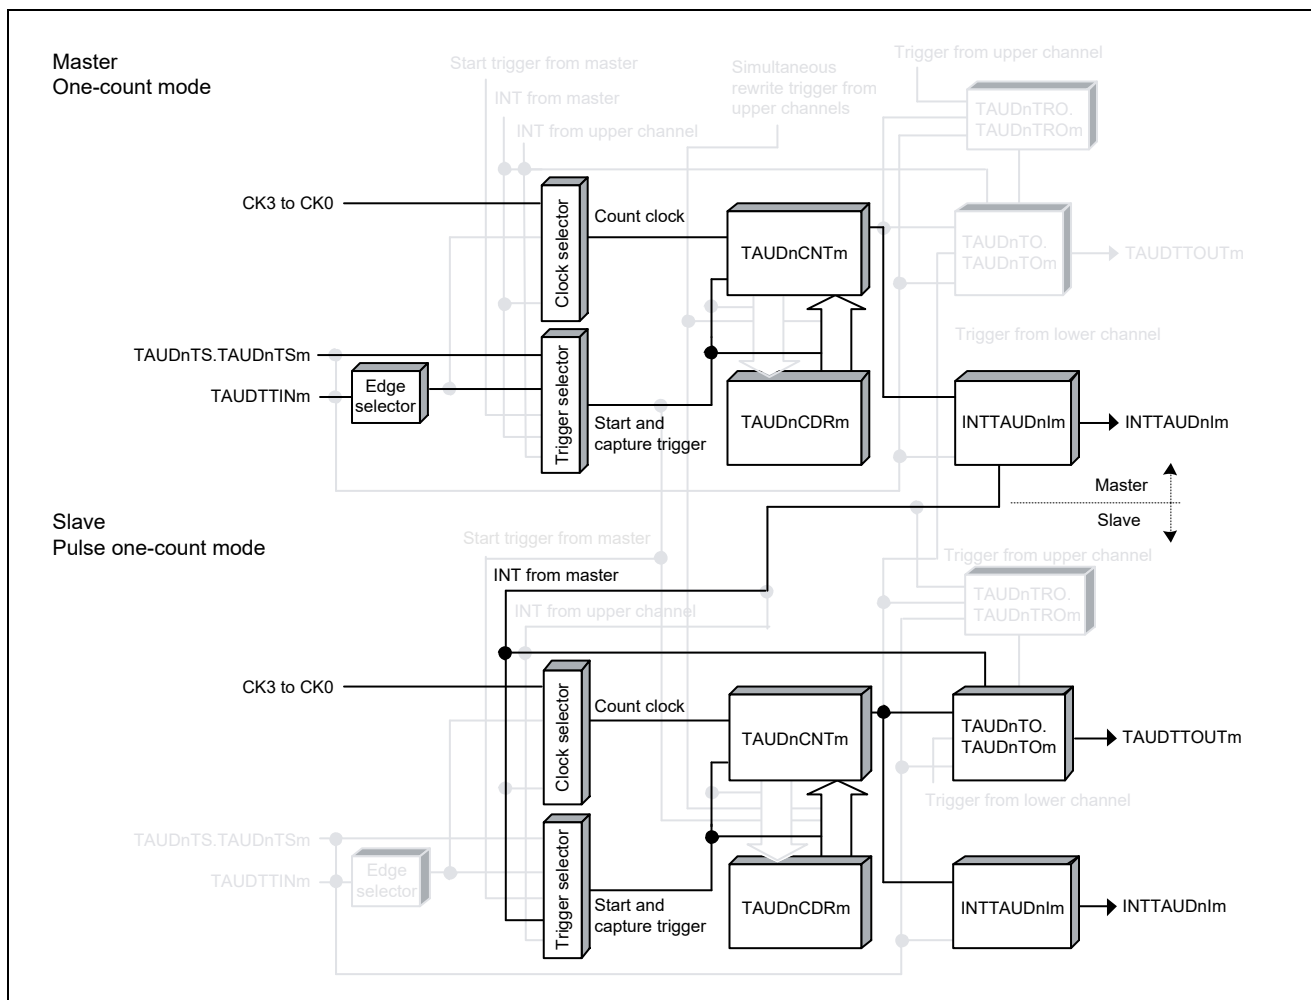 Master
One-count mode
Start trigger from master
INT from master
INT from upper channel
Simultaneous
rewrite trigger from
upper channels
Trigger from upper channel
TAUDnTRO.
TAUDnTROm
CK3 to CK0
Clock selector
Count clock
TAUDnCNTm
TAUDnTO.
TAUDnTOm
TAUDTTOUTm
Trigger from lower channel
TAUDnTS.TAUDnTSm
TAUDTTINm
Edge
selector
Trigger selector
Start and
capture trigger
TAUDnCDRm
INTTAUDnIm
INTTAUDnIm
Master
Slave
Slave
Pulse one-count mode
Start trigger from master
INT from master
INT from upper channel
Trigger from upper channel
TAUDnTRO.
TAUDnTROm
CK3 to CK0
Clock selector
Count clock
TAUDnCNTm
TAUDnTO.
TAUDnTOm
TAUDTTOUTm
Trigger from lower channel
TAUDnTS.TAUDnTSm
TAUDTTINm
Edge
selector
Trigger selector
Start and
capture trigger
TAUDnCDRm
INTTAUDnIm
INTTAUDnIm